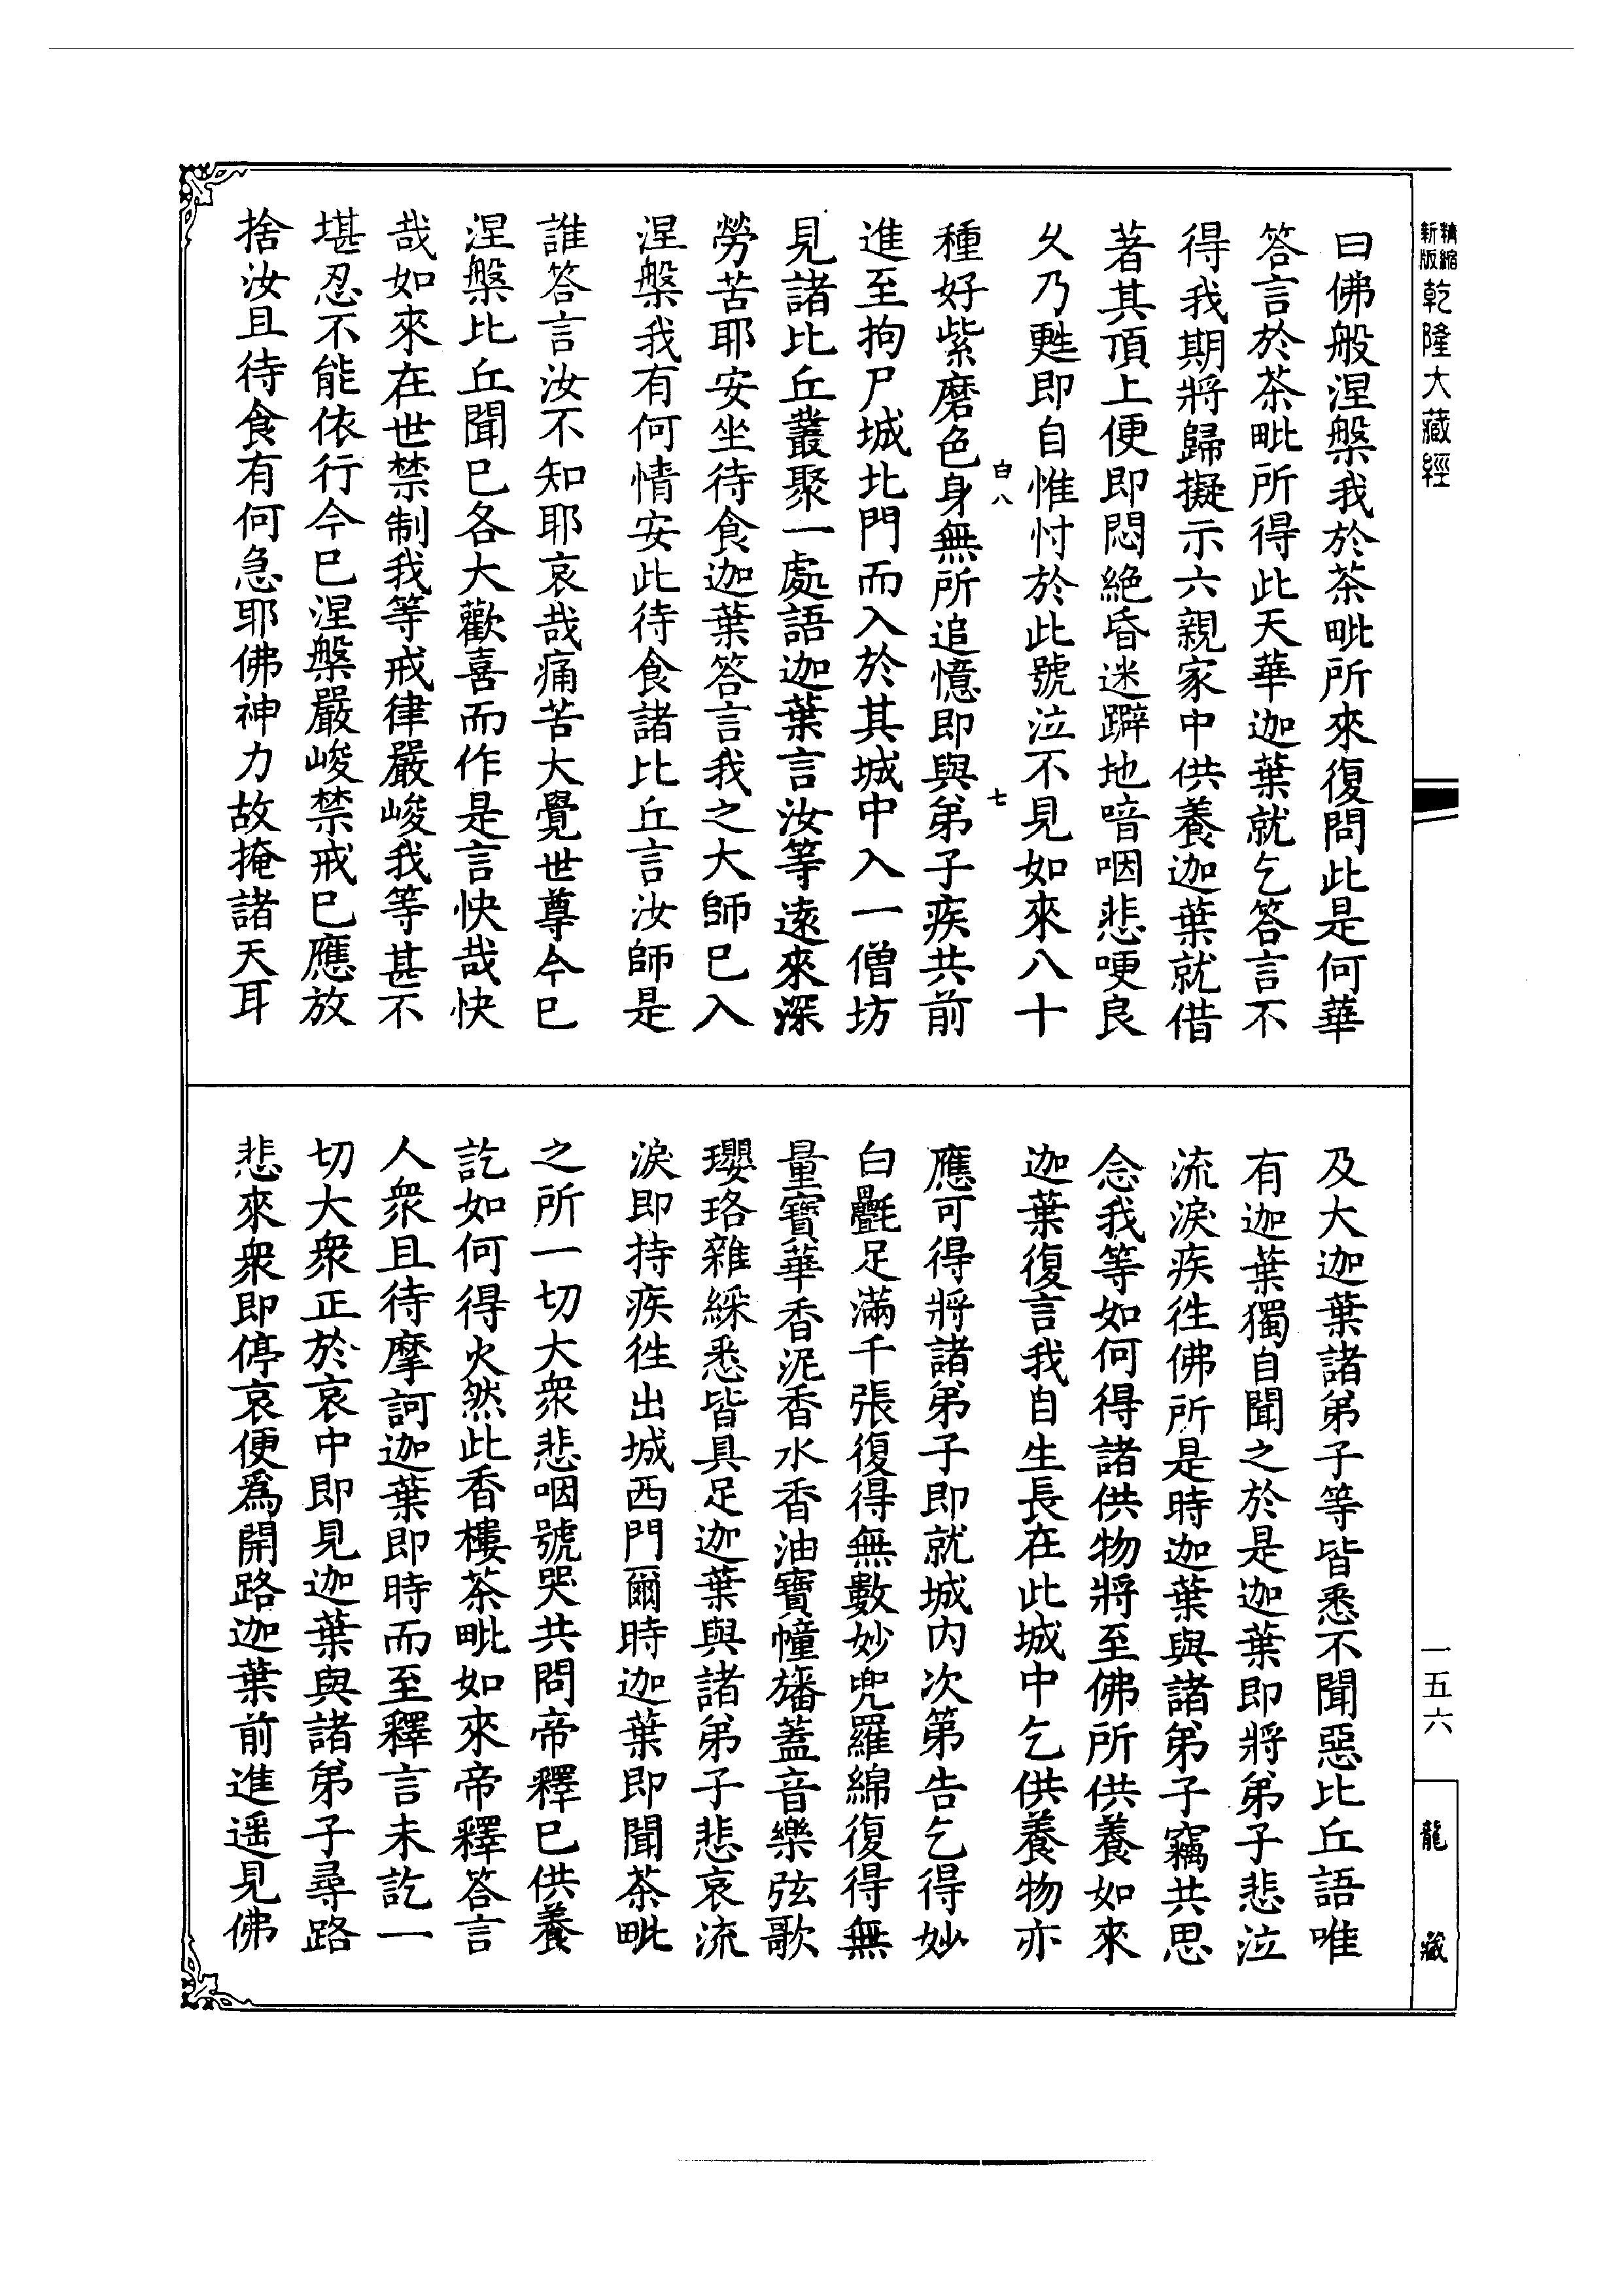 精縮新版乾隆大藏經
曰佛般涅槃我於茶毗所來復問此是何華
答言於茶毗所得此天華迦葉就乞答言不
得我期將歸擬示六親家中供養迦葉就借
著其頂上便即悶絕昏迷躃地喑咽悲哽良
久乃甦即自惟忖於此號泣不見如來八十
白八 七
種好紫磨色身無所追憶即與弟子疾共前
進至拘尸城北門而入於其城中入一僧坊
見諸比丘叢聚一處語迦葉言汝等遠來深
勞苦耶安坐待食迦葉答言我之大師已入
涅槃我有何情安此待食諸比丘言汝師是
誰答言汝不知耶哀哉痛苦大覺世尊今已
涅槃比丘聞已各大歡喜而作是言快哉快
哉如來在世禁制我等戒律嚴峻我等甚不
堪忍不能依行今已涅槃嚴峻禁戒已應放
捨汝且待食有何急耶佛神力故掩諸天耳
及大迦葉諸弟子等皆悉不聞惡比丘語唯
有迦葉獨自聞之於是迦葉即將弟子悲泣
流淚疾徃佛所是時迦葉與諸弟子竊共思
念我等如何得諸供物將至佛所供養如來
迦葉復言我自生長在此城中乞供養物亦
應可得將諸弟子即就城內次第告乞得妙
白氎足滿千張復得無數妙兜羅綿復得無
量寶華香泥香水香油寶幢旛蓋音樂弦歌
瓔珞雜綵悉皆具足迦葉與諸弟子悲哀流
淚即持疾徃出城西門爾時迦葉即聞茶毗
之所一切大衆悲咽號哭共問帝釋已供養
訖如何得火然此香樓茶毗如來帝釋答言
人衆且待摩訶迦葉即時而至釋言未訖一
切大衆正於哀中即見迦葉與諸弟子尋路
悲來衆即停哀便爲開路迦葉前進遥見佛
一五六
龍藏